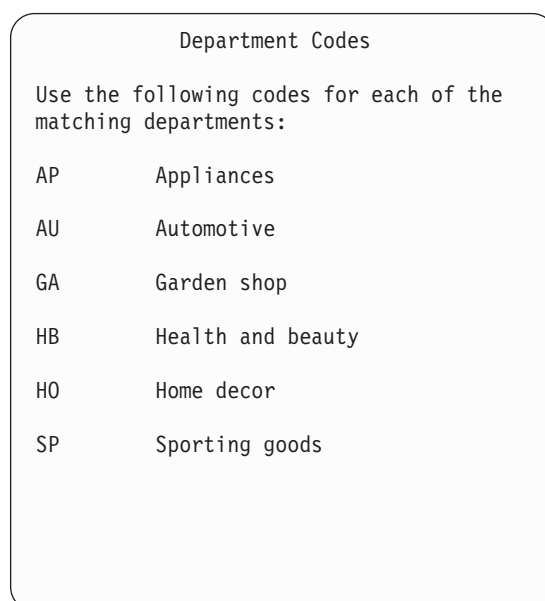 Department Codes
Use the following codes for each of the
matching departments:
AP Appliances
AU Automotive
GA Garden shop
HB Health and beauty
HO Home decor
SP Sporting goods